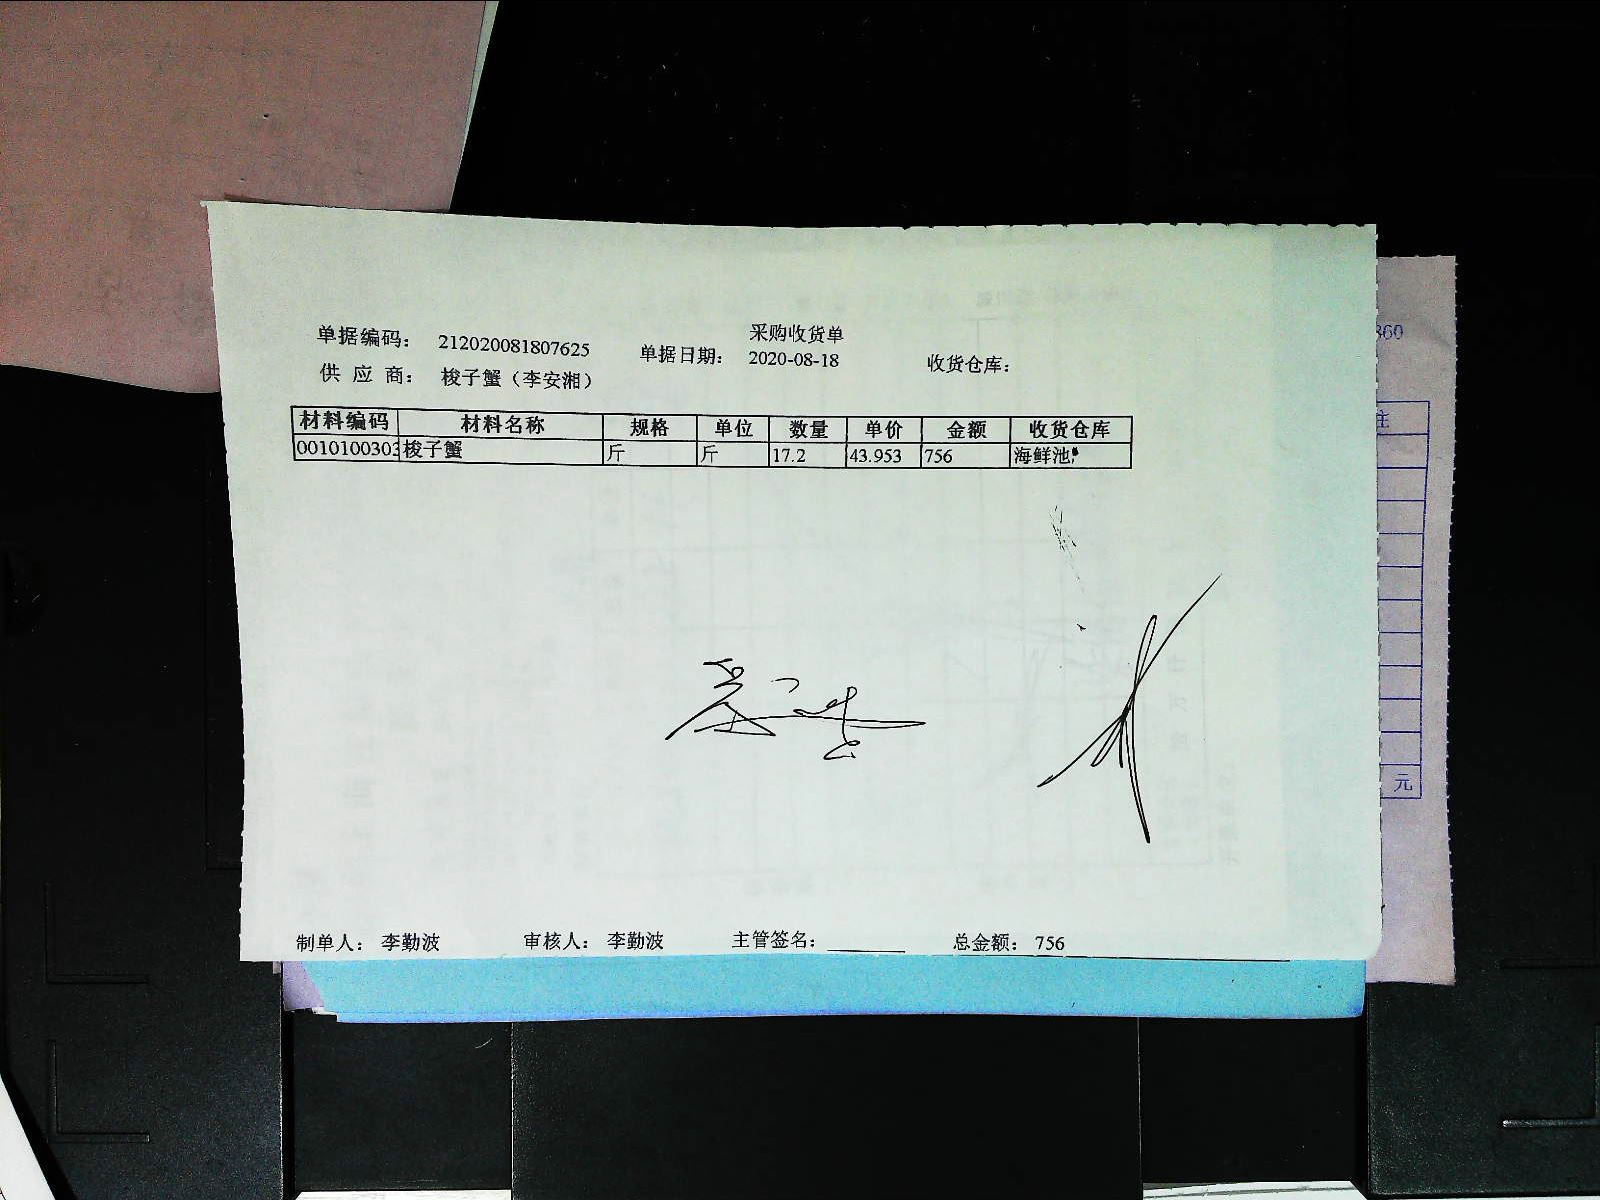 采购收货单
单据编码： 212020081807625 单据日期： 2020-08-18 收货仓库：
供 应 商： 梭子蟹（李安湘）
材料编码 材料名称 规格 单位 数量 单价 金额 收货仓库
0010100303 梭子蟹 斤 斤 17.2 43.953 756 海鲜池
制单人： 李勤波 审核人： 李勤波 主管签名： 总金额： 756
360
注
元